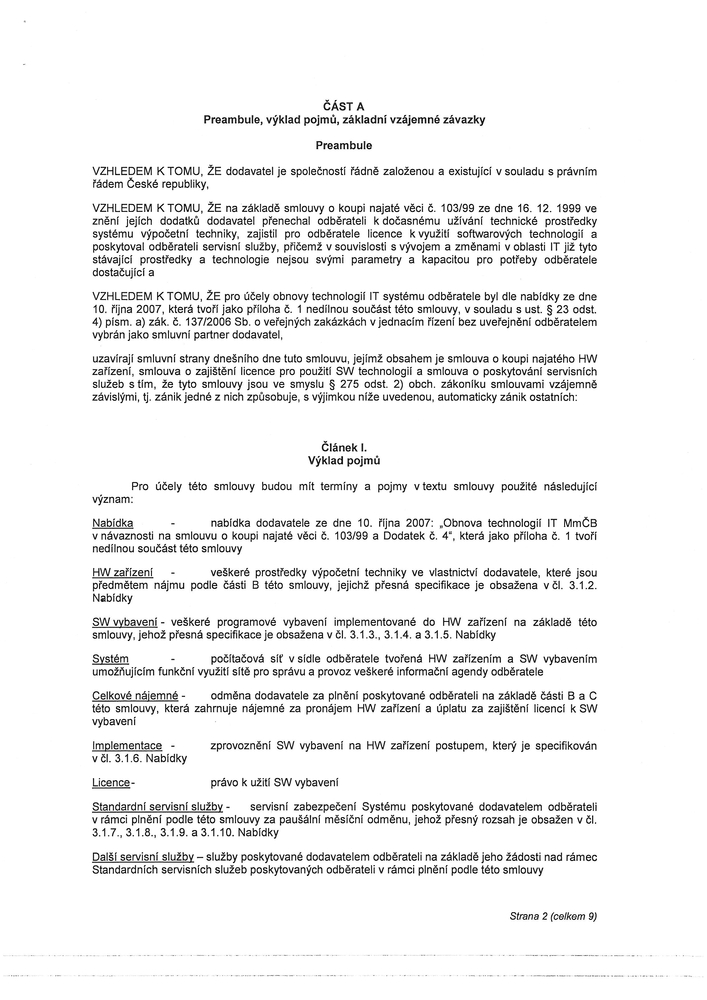 ČÁST A
Preambule, výklad pojmů, základní vzájemné závazky
Preambule
VZHLEDEM K TOMU, ŽE dodavatel je společností řádně založenou a existující v souladu s právním
řádem České republiky,
VZHLEDEM K TOMU, ŽE na základě smlouvy o koupi najaté věci č. 103/99 ze dne 16. 12. 1999 ve
znění jejích dodatků dodavatel přenechal odběrateli k dočasnému užívání technické prostředky
systému výpočetní techniky, zajistil pro odběratele licence k využití softwarových technologií a
poskytoval odběrateli servisní služby, přičemž v souvislosti s vývojem a změnami v oblasti IT již tyto
stávající prostředky a technologie nejsou svými parametry a kapacitou pro potřeby odběratele
dostačující a
VZHLEDEM K TOMU, ŽE pro účely obnovy technologií IT systému odběratele byl dle nabídky ze dne
10. října 2007, která tvoří jako příloha č. 1 nedílnou součást této smlouvy, v souladu s ust. § 23 odst.
4) písm. a) zák. č. 137/2006 Sb. o veřejných zakázkách v jednacím řízení bez uveřejnění odběratelem
vybrán jako smluvní partner dodavatel,
uzavírají smluvní strany dnešního dne tuto smlouvu, jejímž obsahem je smlouva o koupi najatého HW
zařízení, smlouva o zajištění licence pro použití SW technologií a smlouva o poskytování servisních
služeb s tím, že tyto smlouvy jsou ve smyslu § 275 odst. 2) obch. zákoníku smlouvami vzájemně
závislými, tj. zánik jedné z nich způsobuje, s výjimkou níže uvedenou, automaticky zánik ostatních:
Článek I.
Výklad pojmů
Pro účely této smlouvy budou mít termíny a pojmy v textu smlouvy použité následující
význam:
Nabídka - nabídka dodavatele ze dne 10. října 2007: „Obnova technologií IT MmČB
v návaznosti na smlouvu o koupi najaté věci č. 103/99 a Dodatek č. 4“, která jako příloha č. 1 tvoří
nedílnou součást této smlouvy
HW zařízení - veškeré prostředky výpočetní techniky ve vlastnictví dodavatele, které jsou
předmětem nájmu podle části B této smlouvy, jejichž přesná specifikace je obsažena v čl. 3.1.2.
Nabídky
SW vybavení - veškeré programové vybavení implementované do HW zařízení na základě této
smlouvy, jehož přesná specifikace je obsažena v čl. 3.1.3., 3.1.4. a 3.1.5. Nabídky
Systém - počítačová síť v sídle odběratele tvořená HW zařízením a SW vybavením
umožňujícím funkční využití sítě pro správu a provoz veškeré informační agendy odběratele
Celkové nájemné - odměna dodavatele za plnění poskytované odběrateli na základě části B a C
této smlouvy, která zahrnuje nájemné za pronájem HW zařízení a úplatu za zajištění licencí k SW
vybavení
Implementace - zprovoznění SW vybavení na HW zařízení postupem, který je specifikován
v čl. 3.1.6. Nabídky
Licence- právo k užití SW vybavení
Standardní servisní služby - servisní zabezpečení Systému poskytované dodavatelem odběrateli
v rámci plnění podle této smlouvy za paušální měsíční odměnu, jehož přesný rozsah je obsažen v čl.
3.1.7., 3.1.8., 3.1.9. a 3.1.10. Nabídky
Další servisní služby – služby poskytované dodavatelem odběrateli na základě jeho žádosti nad rámec
Standardních servisních služeb poskytovaných odběrateli v rámci plnění podle této smlouvy
Strana 2 (celkem 9)